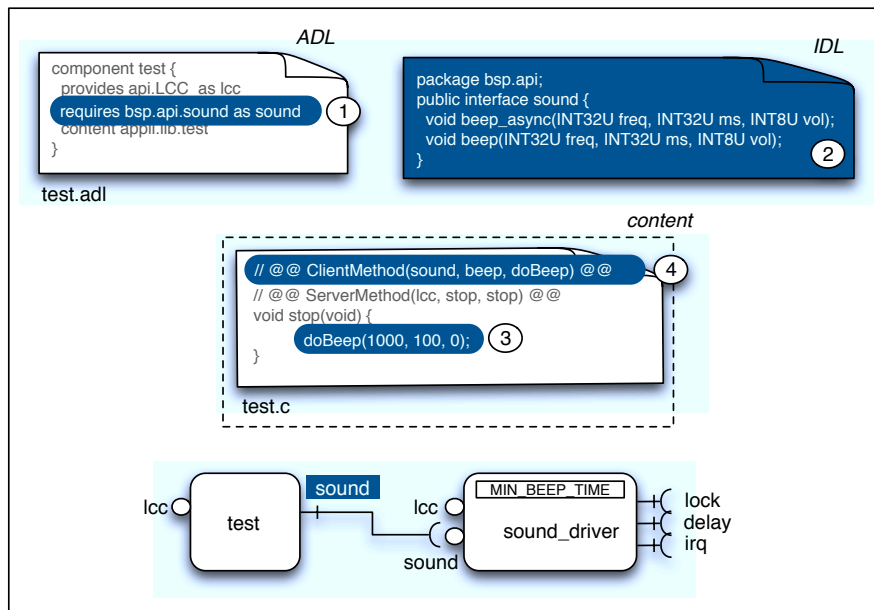 ADL
component test {
provides api.LCC as lcc
requires bsp.api.sound as sound
1
content appli.lib.test
}
test.adl
IDL
package bsp.api;
public interface sound {
void beep_async(INT32U freq, INT32U ms, INT8U vol);
void beep(INT32U freq, INT32U ms, INT8U vol);
}
2
content
// @@ ClientMethod(sound, beep, doBeep) @@
4
// @@ ServerMethod(lcc, stop, stop) @@
void stop(void) {
doBeep(1000, 100, 0);
3
}
test.c
lcc
test
sound
lcc
sound
MIN_BEEP_TIME
sound_driver
lock
delay
irq